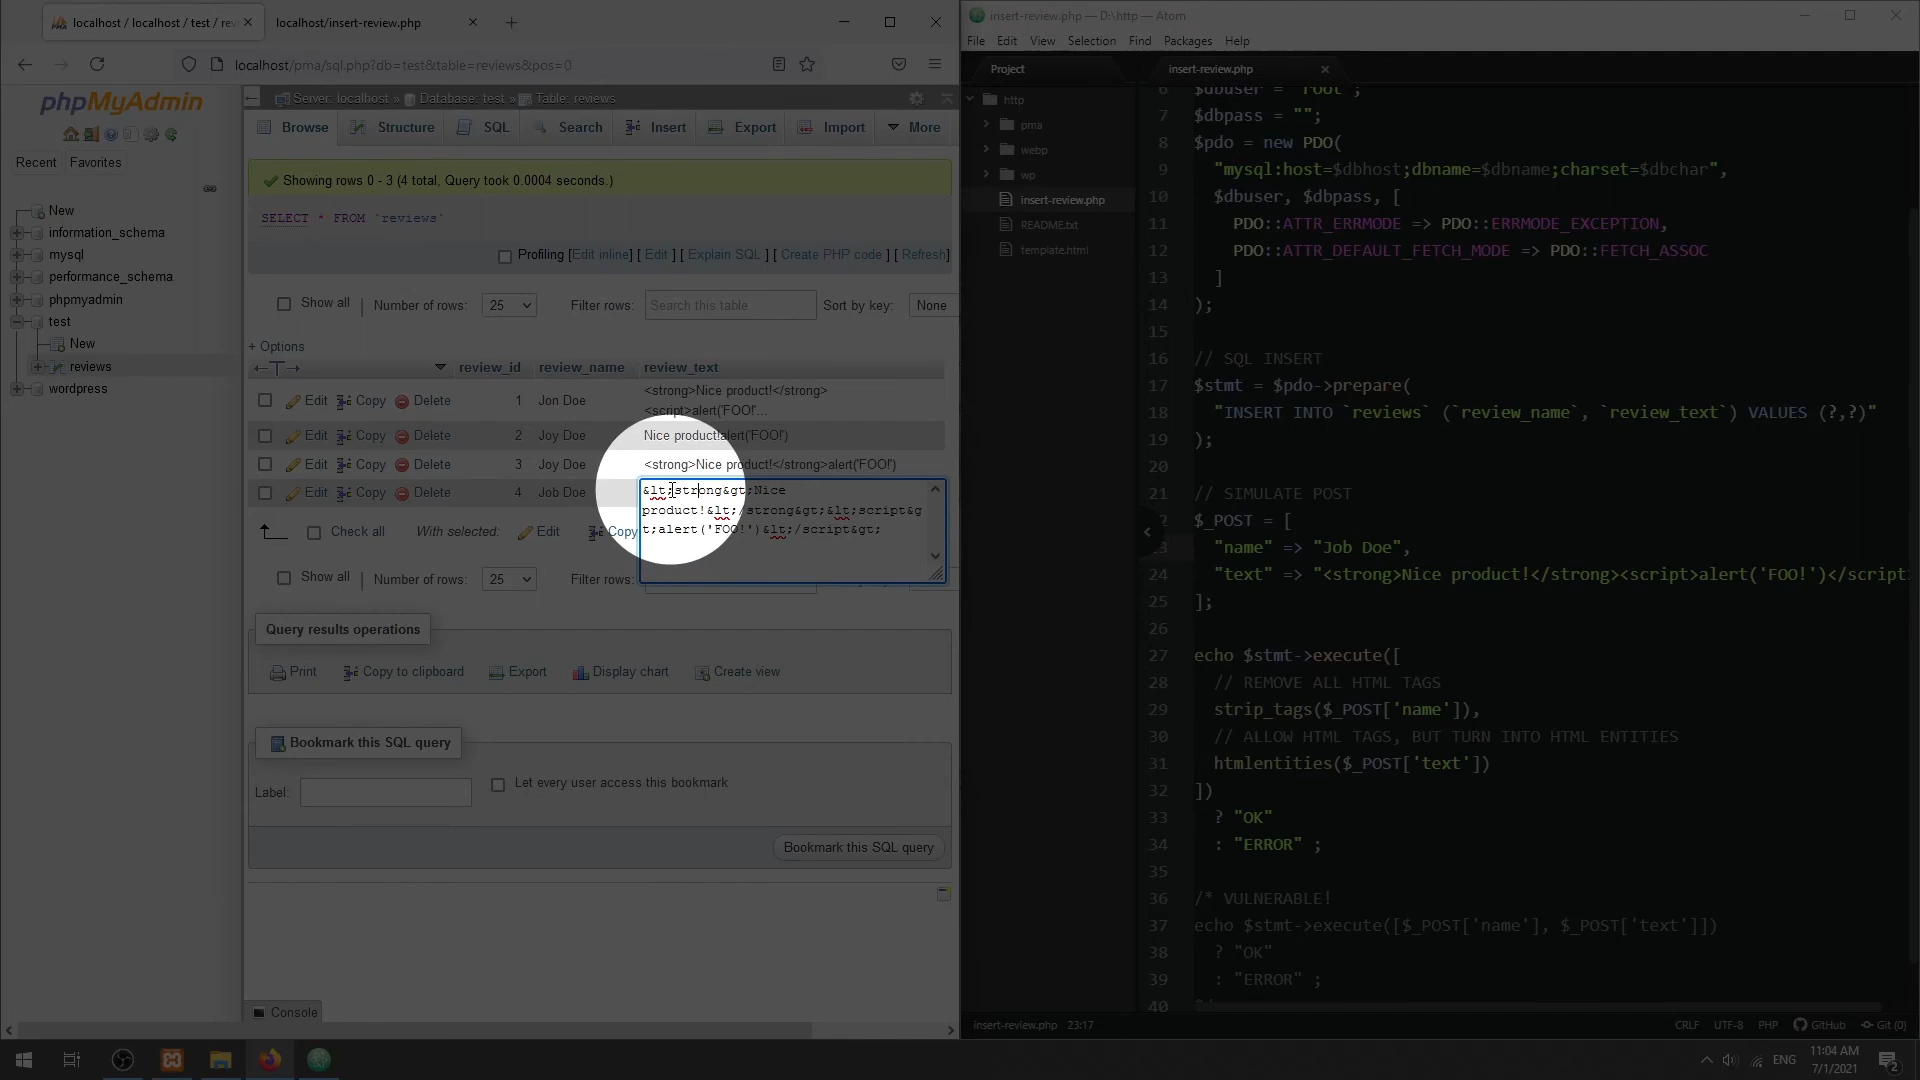 localhost / localhost / test / rev
localhost/insert-review.php
localhost/pma/sql.php?db=test&table=reviews&pos=0
phpMyAdmin
Recent
Favorites
New
information_schema
mysql
performance_schema
phpmyadmin
test
New
reviews
wordpress
Server: localhost » Database: test » Table: reviews
Browse Structure SQL Search Insert Export Import More
Showing rows 0 - 3 (4 total, Query took 0.0004 seconds.)
SELECT * FROM `reviews`
Profiling [Edit inline] [ Edit ] [ Explain SQL ] [ Create PHP code ] [ Refresh]
Show all Number of rows: 25 Filter rows: Search this table Sort by key: None
+ Options
←T→ review_id review_name review_text
Edit Copy Delete 1 Jon Doe <strong>Nice product!</strong>
<script>alert('FOO!'...
Edit Copy Delete 2 Joy Doe Nice product!alert('FOO!')
Edit Copy Delete 3 Joy Doe <strong>Nice product!</strong>alert('FOO!')
Edit Copy Delete 4 Job Doe
&lt;strong&gt;Nice
product!&lt;/strong&gt;&lt;script&g
t;alert('FOO!')&lt;/script&gt;
Check all With selected: Edit Copy
Show all Number of rows: 25 Filter rows:
Query results operations
Print Copy to clipboard Export Display chart Create view
Bookmark this SQL query
Label: Let every user access this bookmark
Bookmark this SQL query
Console
insert-review.php — D:\http — Atom
File Edit View Selection Find Packages Help
Project
http
pma
webp
wp
insert-review.php
README.txt
template.html
insert-review.php
6 $dbuser = "root";
7 $dbpass = "";
8 $pdo = new PDO(
9 "mysql:host=$dbhost;dbname=$dbname;charset=$dbchar",
10 $dbuser, $dbpass, [
11 PDO::ATTR_ERRMODE => PDO::ERRMODE_EXCEPTION,
12 PDO::ATTR_DEFAULT_FETCH_MODE => PDO::FETCH_ASSOC
13 ]
14 );
15
16 // SQL INSERT
17 $stmt = $pdo->prepare(
18 "INSERT INTO `reviews` (`review_name`, `review_text`) VALUES (?,?)"
19 );
20
21 // SIMULATE POST
22 $_POST = [
23 "name" => "Job Doe",
24 "text" => "<strong>Nice product!</strong><script>alert('FOO!')</script>
25 ];
26
27 echo $stmt->execute([
28 // REMOVE ALL HTML TAGS
29 strip_tags($_POST['name']),
30 // ALLOW HTML TAGS, BUT TURN INTO HTML ENTITIES
31 htmlentities($_POST['text'])
32 ])
33 ? "OK"
34 : "ERROR" ;
35
36 /* VULNERABLE!
37 echo $stmt->execute([$_POST['name'], $_POST['text']])
38 ? "OK"
39 : "ERROR" ;
40
insert-review.php 23:17
CRLF UTF-8 PHP GitHub Git (0)
ENG
11:04 AM
7/1/2021
2